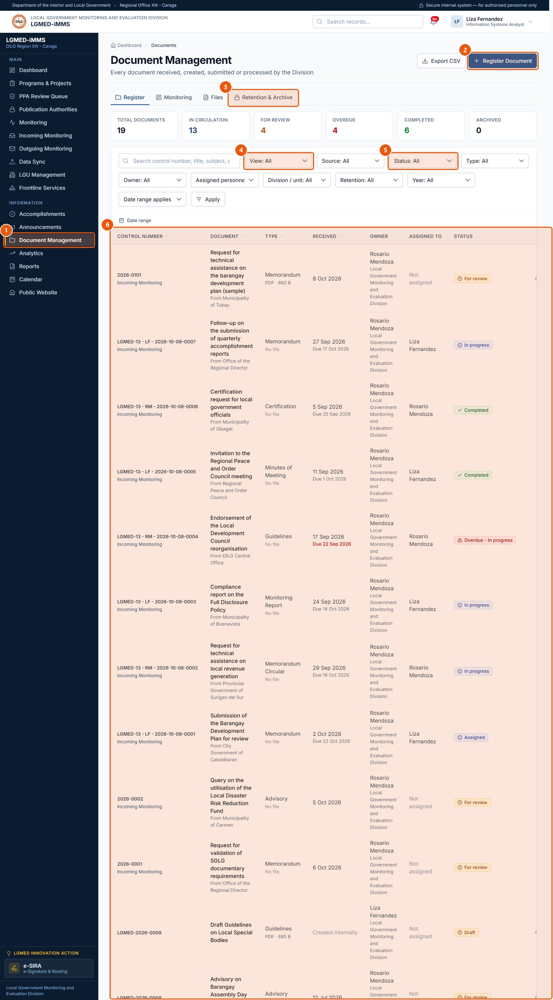 Department of the Interior and Local Government • Regional Office XIII - Caraga
Secure internal system — for authorized personnel only
DILG
LOCAL GOVERNMENT MONITORING AND EVALUATION DIVISION
LGMED-iMMS
Search records...
9+
LF
Liza Fernandez
Information Systems Analyst
LGMED-iMMS
DILG Region XIII - Caraga
MAIN
Dashboard
Programs & Projects
PPA Review Queue
Publication Authorities
Monitoring
Incoming Monitoring
Outgoing Monitoring
Data Sync
LGU Management
Frontline Services
INFORMATION
Accomplishments
Announcements
1
Document Management
Analytics
Reports
Calendar
Public Website
LGMED INNOVATION ACTION
e-SIRA
e-Signature & Routing
Local Government Monitoring and
Evaluation Division
Dashboard > Documents
Document Management
Every document received, created, submitted or processed by the Division
Export CSV
2
+ Register Document
Register
Monitoring
Files
3
Retention & Archive
TOTAL DOCUMENTS
19
IN CIRCULATION
13
FOR REVIEW
4
OVERDUE
4
COMPLETED
6
ARCHIVED
0
Search control number, title, subject, s
4
View: All
Source: All
5
Status: All
Type: All
Owner: All
Assigned personne
Division / unit: All
Retention: All
Year: All
Date range applies
Apply
Date range
6
CONTROL NUMBER DOCUMENT TYPE RECEIVED OWNER ASSIGNED TO STATUS
2026-0101
Incoming Monitoring
Request for
technical
assistance on
the barangay
development
plan (sample)
From Municipality
of Tubay
Memorandum
PDF · 860 B
8 Oct 2026
Rosario
Mendoza
Local
Government
Monitoring
and
Evaluation
Division
Not
assigned
For review
LGMED-13 - LF - 2026-10-08-0007
Incoming Monitoring
Follow-up on
the submission
of quarterly
accomplishment
reports
From Office of the
Regional Director
Memorandum
No file
27 Sep 2026
Due 17 Oct 2026
Rosario
Mendoza
Local
Government
Monitoring
and
Evaluation
Division
Liza
Fernandez
In progress
LGMED-13 - RM - 2026-10-08-0006
Incoming Monitoring
Certification
request for local
government
officials
From Municipality
of Sibagat
Certification
No file
5 Sep 2026
Due 25 Sep 2026
Rosario
Mendoza
Local
Government
Monitoring
and
Evaluation
Division
Rosario
Mendoza
Completed
LGMED-13 - LF - 2026-10-08-0005
Incoming Monitoring
Invitation to the
Regional Peace
and Order
Council meeting
From Regional
Peace and Order
Council
Minutes of
Meeting
No file
11 Sep 2026
Due 1 Oct 2026
Rosario
Mendoza
Local
Government
Monitoring
and
Evaluation
Division
Liza
Fernandez
Completed
LGMED-13 - RM - 2026-10-08-0004
Incoming Monitoring
Endorsement of
the Local
Development
Council
reorganisation
From DILG Central
Office
Guidelines
No file
17 Sep 2026
Due 22 Sep 2026
Rosario
Mendoza
Local
Government
Monitoring
and
Evaluation
Division
Rosario
Mendoza
Overdue - In progress
LGMED-13 - LF - 2026-10-08-0003
Incoming Monitoring
Compliance
report on the
Full Disclosure
Policy
From Municipality
of Buenavista
Monitoring
Report
No file
24 Sep 2026
Due 14 Oct 2026
Rosario
Mendoza
Local
Government
Monitoring
and
Evaluation
Division
Liza
Fernandez
In progress
LGMED-13 - RM - 2026-10-08-0002
Incoming Monitoring
Request for
technical
assistance on
local revenue
generation
From Provincial
Government of
Surigao del Sur
Memorandum
Circular
No file
29 Sep 2026
Due 19 Oct 2026
Rosario
Mendoza
Local
Government
Monitoring
and
Evaluation
Division
Rosario
Mendoza
In progress
LGMED-13 - LF - 2026-10-08-0001
Incoming Monitoring
Submission of
the Barangay
Development
Plan for review
From City
Government of
Cabadbaran
Memorandum
No file
2 Oct 2026
Due 22 Oct 2026
Rosario
Mendoza
Local
Government
Monitoring
and
Evaluation
Division
Liza
Fernandez
Assigned
2026-0002
Incoming Monitoring
Query on the
utilisation of the
Local Disaster
Risk Reduction
Fund
From Municipality
of Carmen
Advisory
No file
5 Oct 2026
Rosario
Mendoza
Local
Government
Monitoring
and
Evaluation
Division
Not
assigned
For review
2026-0001
Incoming Monitoring
Request for
validation of
SGLG
documentary
requirements
From Office of the
Regional Director
Memorandum
No file
6 Oct 2026
Rosario
Mendoza
Local
Government
Monitoring
and
Evaluation
Division
Not
assigned
For review
LGMED-2026-0009
Draft Guidelines
on Local Special
Bodies
Guidelines
PDF · 685 B
Created internally
Liza
Fernandez
Local
Government
Monitoring
and
Evaluation
Division
Not
assigned
Draft
LGMED-2026-0008
Advisory on
Barangay
Assembly Day
Advisory
12 Jul 2026
Rosario
Mendoza
Local
Government
Not
For review